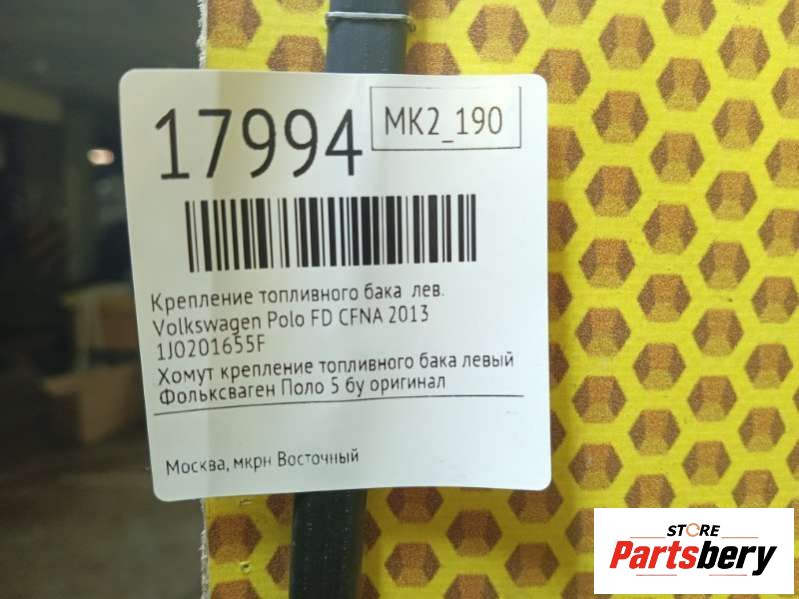 17994
MK2_190
Крепление топливного бака лев.
Volkswagen Polo FD CFNA 2013
1J0201655F
Хомут крепление топливного бака левый
Фольксваген Поло 5 бу оригинал
Москва, мкрн Восточный
STORE
Partsbery